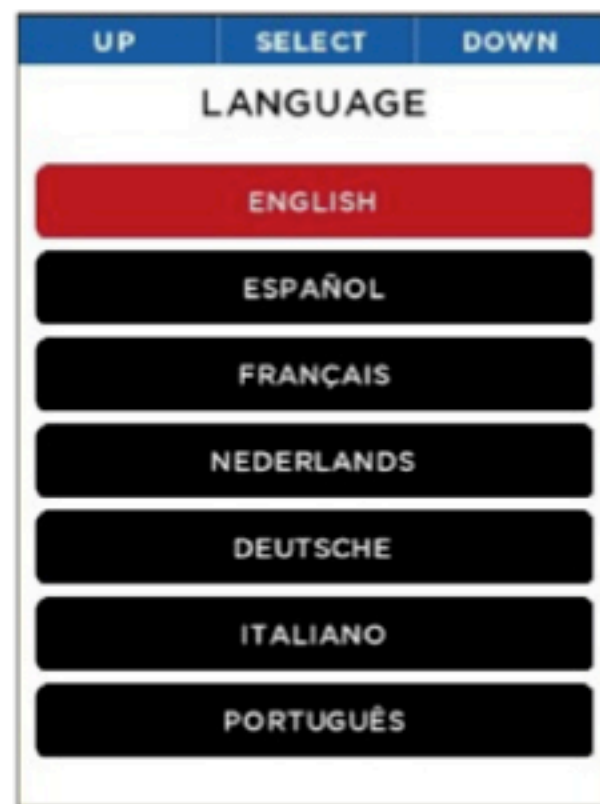 UP SELECT DOWN
LANGUAGE
ENGLISH
ESPAÑOL
FRANÇAIS
NEDERLANDS
DEUTSCHE
ITALIANO
PORTUGUÊS